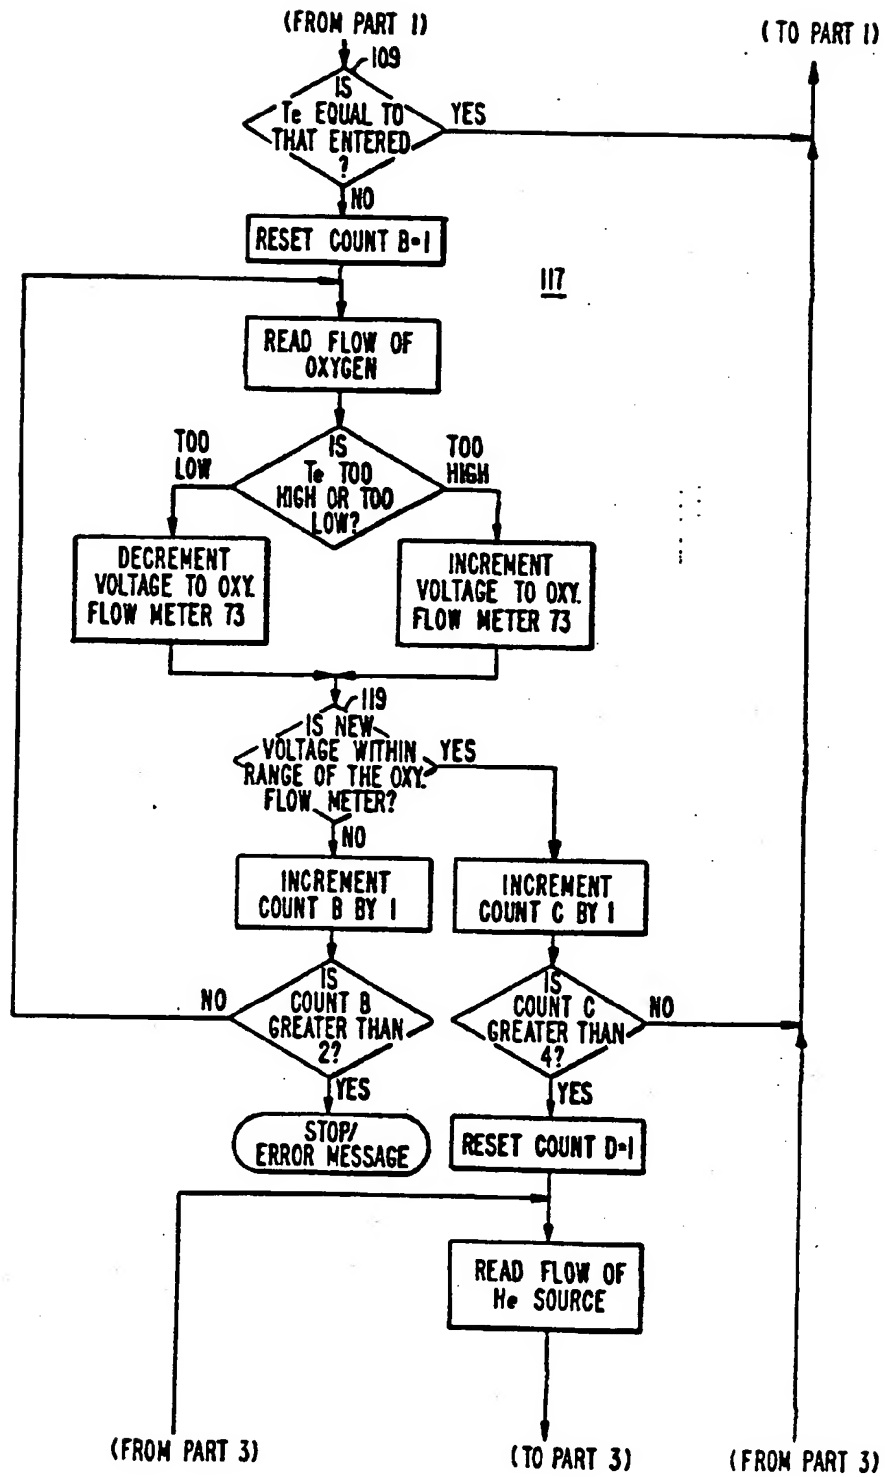 (FROM PART 1)
(TO PART 1)
109
IS
Te EQUAL TO
THAT ENTERED
?
YES
NO
RESET COUNT B=1
117
READ FLOW OF
OXYGEN
TOO
LOW
IS
Te TOO
HIGH OR TOO
LOW?
TOO
HIGH
DECREMENT
VOLTAGE TO OXY.
FLOW METER 73
INCREMENT
VOLTAGE TO OXY.
FLOW METER 73
119
IS NEW
VOLTAGE WITHIN
RANGE OF THE OXY.
FLOW METER?
YES
NO
INCREMENT
COUNT B BY 1
INCREMENT
COUNT C BY 1
NO
IS
COUNT B
GREATER THAN
2?
IS
COUNT C
GREATER THAN
4?
NO
YES
YES
STOP/
ERROR MESSAGE
RESET COUNT D=1
READ FLOW OF
He SOURCE
(FROM PART 3)
(TO PART 3)
(FROM PART 3)